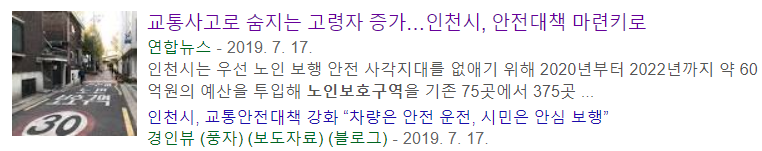 교통사고로 숨지는 고령자 증가...인천시, 안전대책 마련키로
연합뉴스 - 2019. 7. 17.
인천시는 우선 노인 보행 안전 사각지대를 없애기 위해 2020년부터 2022년까지 약 60
억원의 예산을 투입해 노인보호구역을 기존 75곳에서 375곳 ...
인천시, 교통안전대책 강화 “차량은 안전 운전, 시민은 안심 보행”
경인뷰 (풍자) (보도자료) (블로그) - 2019. 7. 17.
노인
보호구역
30